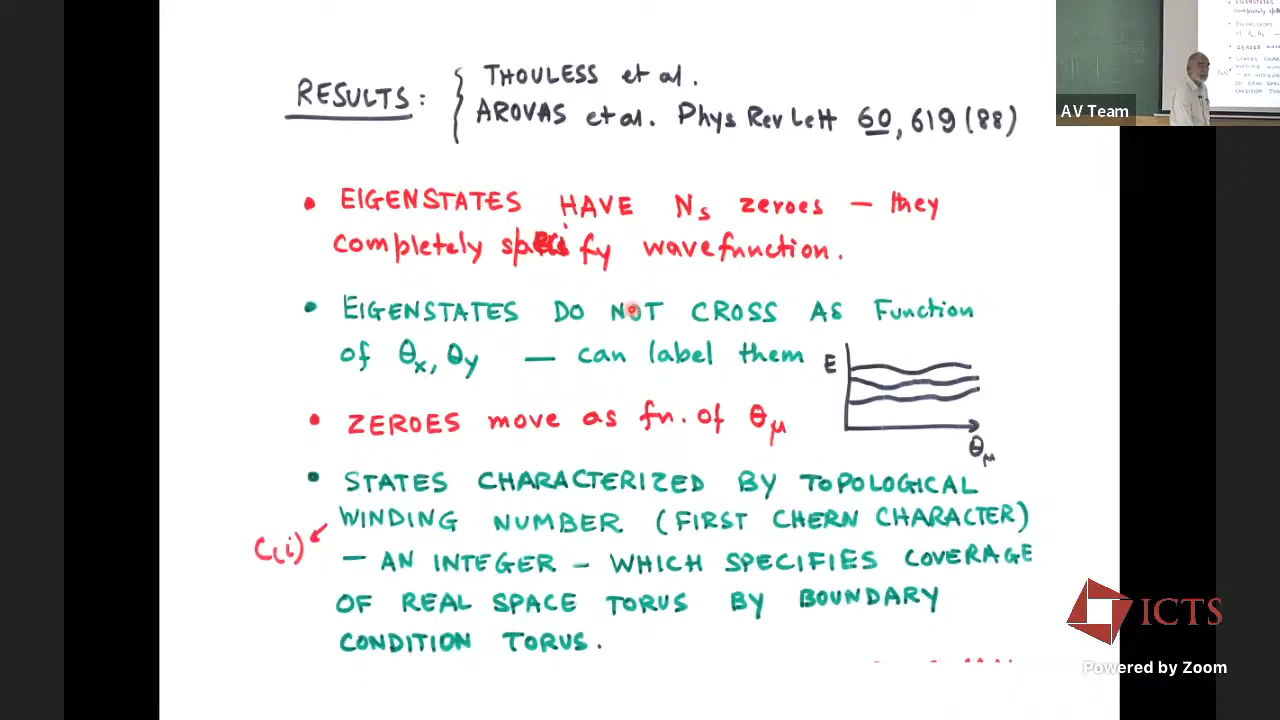 RESULTS: THOULESS et al.
AROVAS et al. Phys Rev Lett 60, 619 (88)
• EIGENSTATES HAVE Ns zeroes – they
completely specify wavefunction.
• EIGENSTATES DO NOT CROSS AS Function
of θx, θy — can label them
E
θμ
• ZEROES move as fn. of θμ
• STATES CHARACTERIZED BY TOPOLOGICAL
WINDING NUMBER (FIRST CHERN CHARACTER)
C(i)
– AN INTEGER – WHICH SPECIFIES COVERAGE
OF REAL SPACE TORUS BY BOUNDARY
CONDITION TORUS.
AV Team
ICTS
Powered by Zoom